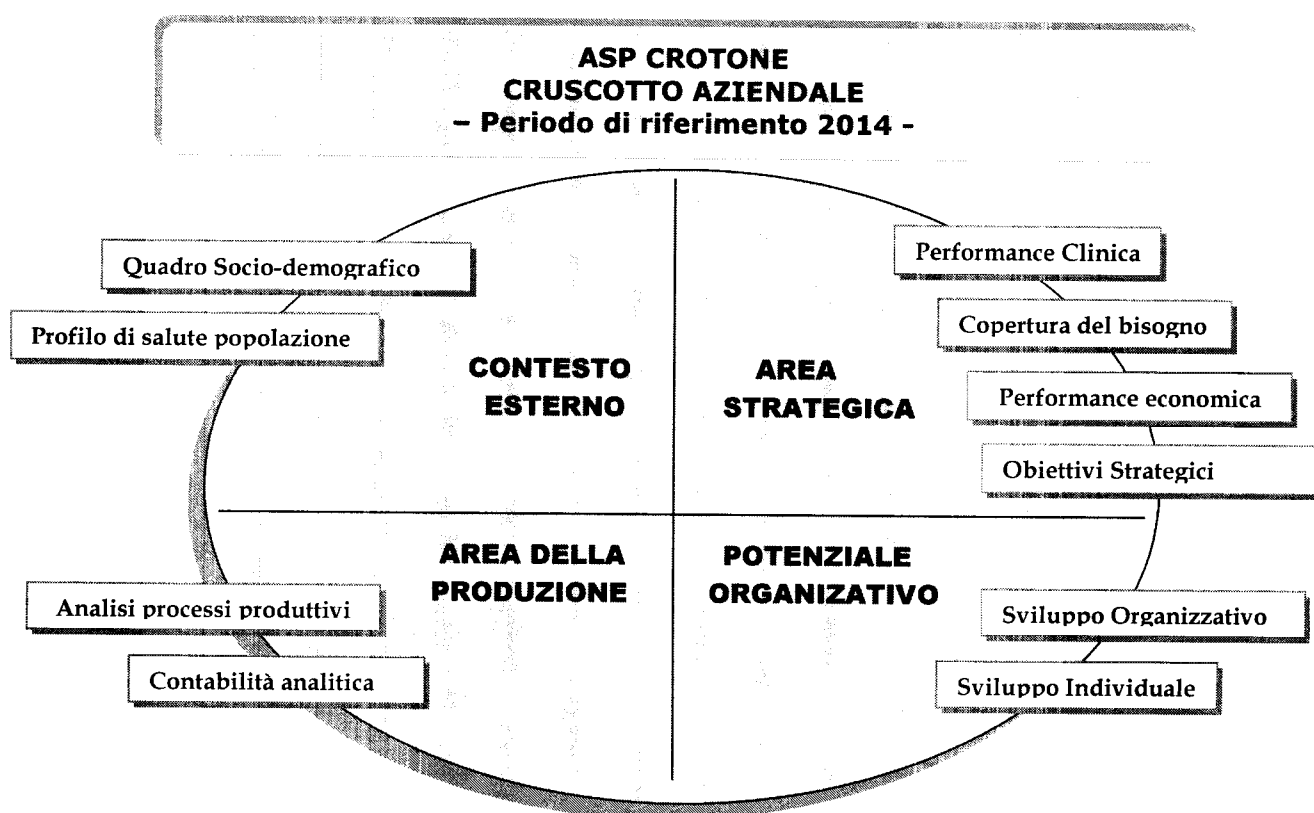 ASP CROTONE
CRUSCOTTO AZIENDALE
– Periodo di riferimento 2014 -
Quadro Socio-demografico
Profilo di salute popolazione
CONTESTO
ESTERNO
AREA
STRATEGICA
Performance Clinica
Copertura del bisogno
Performance economica
Obiettivi Strategici
AREA DELLA
PRODUZIONE
Analisi processi produttivi
Contabilità analitica
POTENZIALE
ORGANIZATIVO
Sviluppo Organizzativo
Sviluppo Individuale